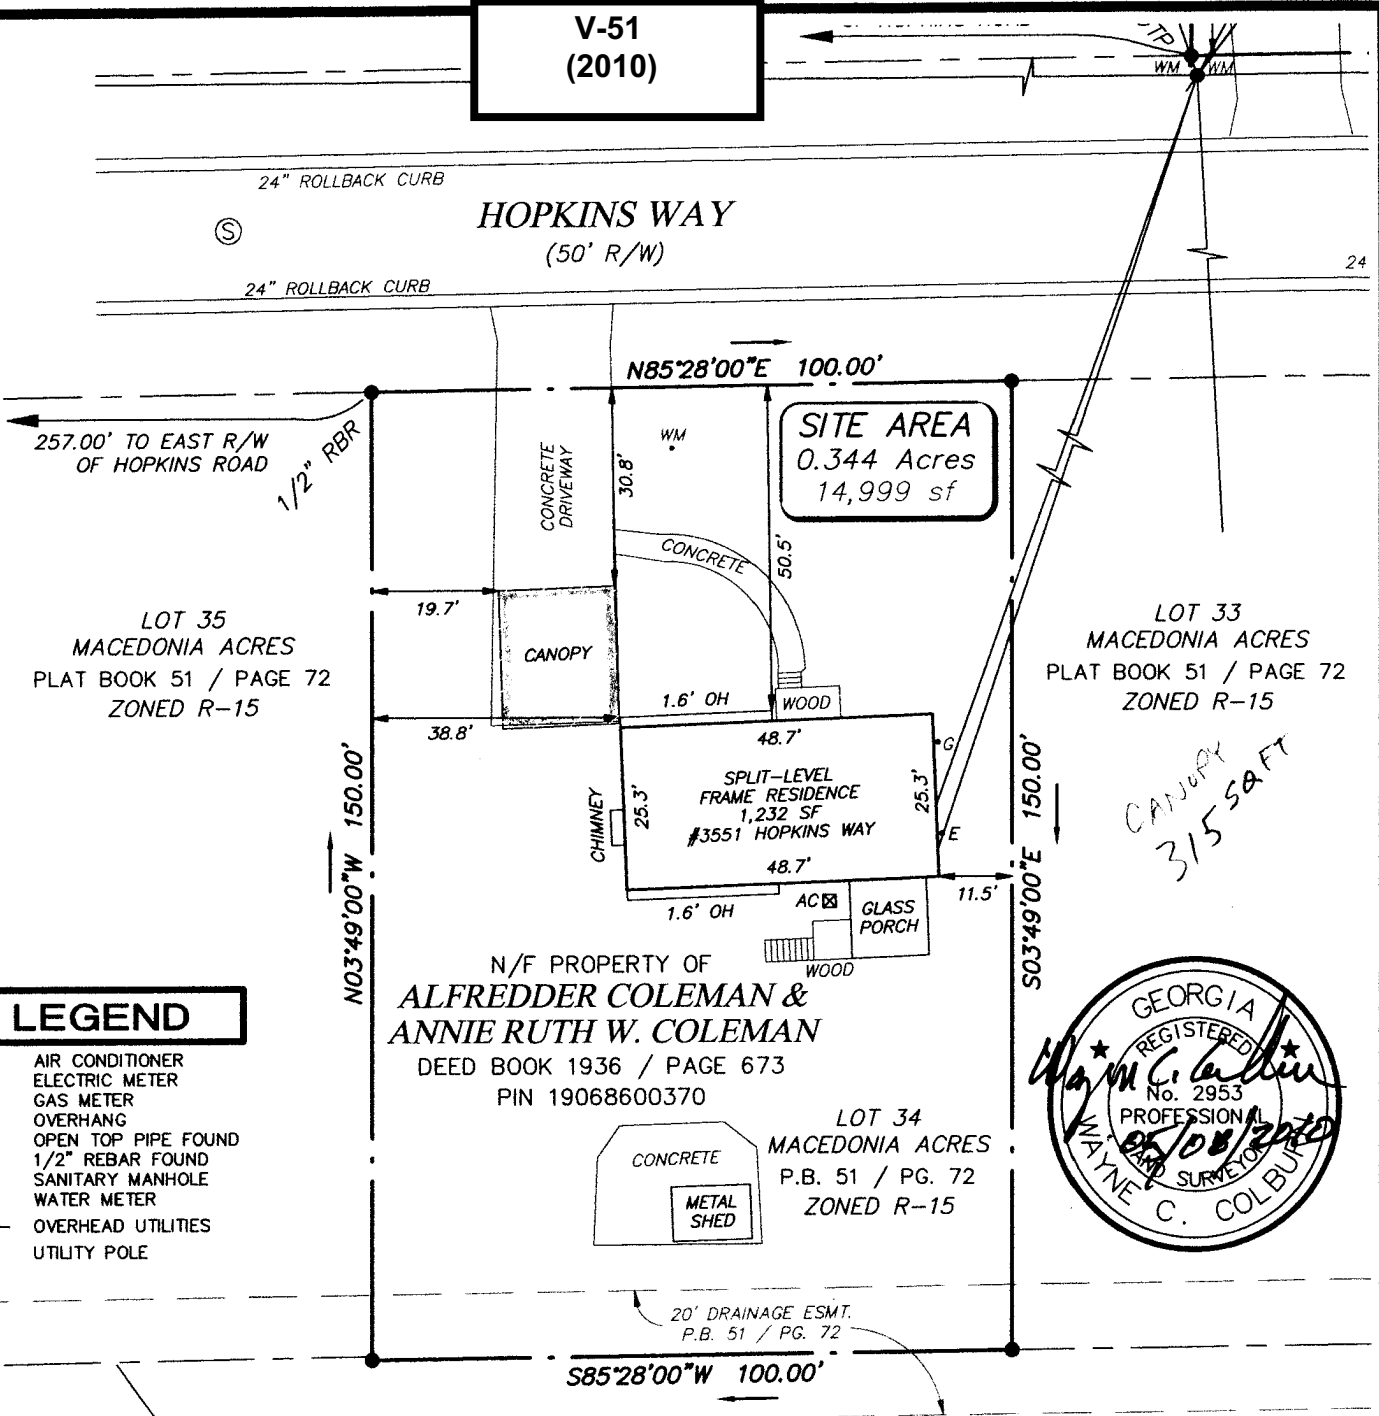 V-51
(2010)
WM
WM
24" ROLLBACK CURB
S
HOPKINS WAY
(50' R/W)
24" ROLLBACK CURB
24
N85°28'00"E 100.00'
257.00' TO EAST R/W
OF HOPKINS ROAD
1/2" RBR
CONCRETE
DRIVEWAY
30.8'
WM
SITE AREA
0.344 Acres
14,999 sf
CONCRETE
50.5'
19.7'
CANOPY
LOT 35
MACEDONIA ACRES
PLAT BOOK 51 / PAGE 72
ZONED R-15
LOT 33
MACEDONIA ACRES
PLAT BOOK 51 / PAGE 72
ZONED R-15
1.6' OH
WOOD
38.8'
48.7'
G
SPLIT-LEVEL
FRAME RESIDENCE
1,232 SF
#3551 HOPKINS WAY
25.3'
25.3'
CHIMNEY
E
48.7'
CANOPY
315 SQ FT
N03°49'00"W 150.00'
S03°49'00"E 150.00'
1.6' OH
AC
GLASS
PORCH
11.5'
WOOD
N/F PROPERTY OF
ALFREDDER COLEMAN &
ANNIE RUTH W. COLEMAN
DEED BOOK 1936 / PAGE 673
PIN 19068600370
LEGEND
AIR CONDITIONER
ELECTRIC METER
GAS METER
OVERHANG
OPEN TOP PIPE FOUND
1/2" REBAR FOUND
SANITARY MANHOLE
WATER METER
OVERHEAD UTILITIES
UTILITY POLE
GEORGIA
REGISTERED
No. 2953
PROFESSIONAL
LAND SURVEYOR
WAYNE C. COLBURN
Wayne C. Colburn
05/08/2010
LOT 34
MACEDONIA ACRES
P.B. 51 / PG. 72
ZONED R-15
CONCRETE
METAL
SHED
20' DRAINAGE ESMT.
P.B. 51 / PG. 72
S85°28'00"W 100.00'